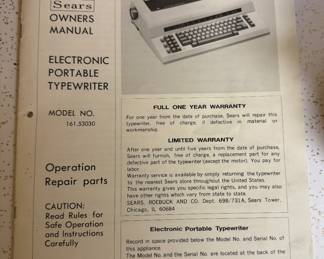 Sears
OWNERS
MANUAL
ELECTRONIC
PORTABLE
TYPEWRITER
MODEL NO.
161.53030
Operation
Repair parts
CAUTION:
Read Rules for
Safe Operation
and Instructions
Carefully
FULL ONE YEAR WARRANTY
For one year from the date of purchase, Sears will repair this
typewriter, free of charge, if defective in material or
workmanship.
LIMITED WARRANTY
After one year and until five years from the date of purchase,
Sears will furnish, free of charge, a replacement part for any
defective part of the typewriter (except the motor). You pay for
labor.
Warranty service is available by simply returning the typewriter
to the nearest Sears store throughout the United States.
This warranty gives you specific legal rights, and you may also
have other rights which vary from state to state.
SEARS, ROEBUCK AND CO. Dept. 698/731A, Sears Tower,
Chicago, IL 60684
Electronic Portable Typewriter
Record in space provided below the Model No. and Serial No. of
this appliance.
The Model No. and the Serial No. are located at the back of the